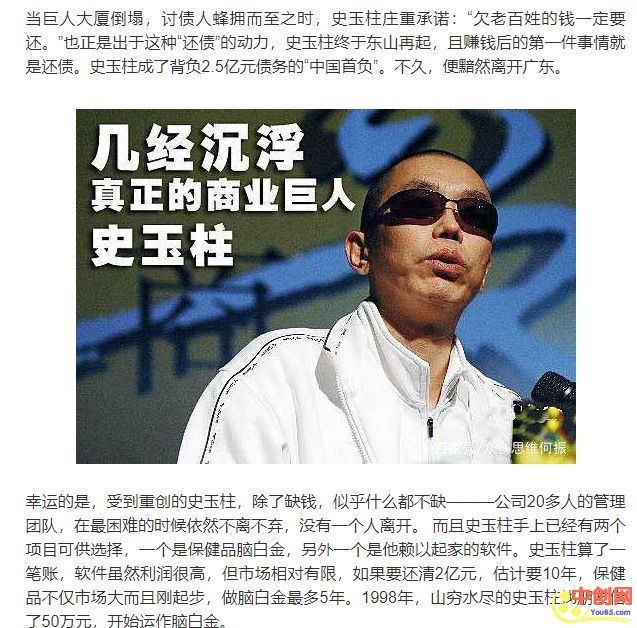 当巨人大厦倒塌，讨债人蜂拥而至之时，史玉柱庄重承诺：“欠老百姓的钱一定要
还。”也正是出于这种“还债”的动力，史玉柱终于东山再起，且赚钱后的第一件事情就
是还债。史玉柱成了背负2.5亿元债务的“中国首负”。不久，便黯然离开广东。
几经沉浮
真正的商业巨人
史玉柱
百家号/众创思维何振
幸运的是，受到重创的史玉柱，除了缺钱，似乎什么都不缺———公司20多人的管理
团队，在最困难的时候依然不离不弃，没有一个人离开。 而且史玉柱手上已经有两个
项目可供选择，一个是保健品脑白金，另外一个是他赖以起家的软件。史玉柱算了一
笔账，软件虽然利润很高，但市场相对有限，如果要还清2亿元，估计要10年，保健
品不仅市场大而且刚起步，做脑白金最多5年。1998年，山穷水尽的史玉柱找朋友借
了50万元，开始运作脑白金。
中创网
You85.com